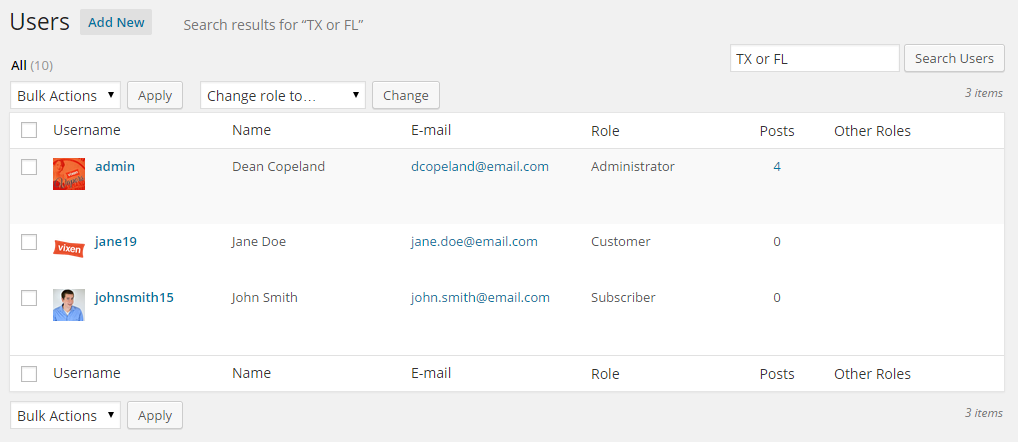 Users Add New Search results for “TX or FL”
All (10) TX or FL Search Users
Bulk Actions Apply Change role to… Change 3 items
Username Name E-mail Role Posts Other Roles
admin Dean Copeland dcopeland@email.com Administrator 4
vixen jane19 Jane Doe jane.doe@email.com Customer 0
johnsmith15 John Smith john.smith@email.com Subscriber 0
Username Name E-mail Role Posts Other Roles
Bulk Actions Apply 3 items